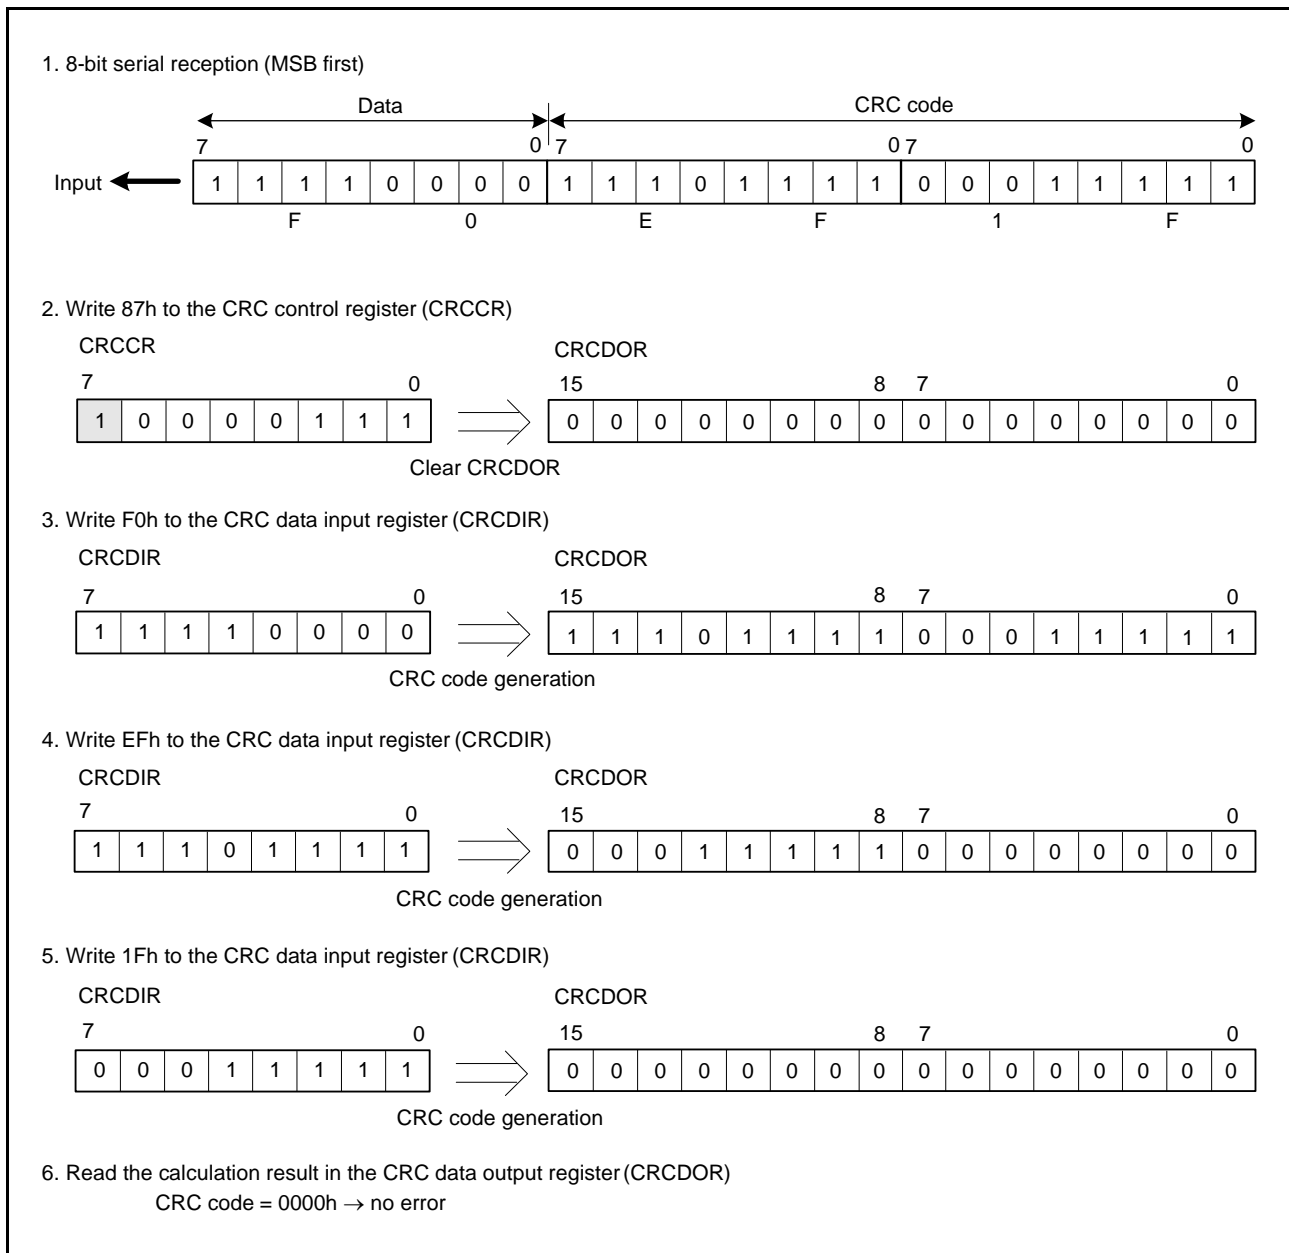 1. 8-bit serial reception (MSB first)
Data CRC code
7 0 7 0 7 0
Input 1 1 1 1 0 0 0 0 1 1 1 0 1 1 1 1 0 0 0 1 1 1 1 1
F 0 E F 1 F
2. Write 87h to the CRC control register (CRCCR)
CRCCR CRCDOR
7 0 15 8 7 0
1 0 0 0 0 1 1 1 0 0 0 0 0 0 0 0 0 0 0 0 0 0 0 0
Clear CRCDOR
3. Write F0h to the CRC data input register (CRCDIR)
CRCDIR CRCDOR
7 0 15 8 7 0
1 1 1 1 0 0 0 0 1 1 1 0 1 1 1 1 0 0 0 1 1 1 1 1
CRC code generation
4. Write EFh to the CRC data input register (CRCDIR)
CRCDIR CRCDOR
7 0 15 8 7 0
1 1 1 0 1 1 1 1 0 0 0 1 1 1 1 1 0 0 0 0 0 0 0 0
CRC code generation
5. Write 1Fh to the CRC data input register (CRCDIR)
CRCDIR CRCDOR
7 0 15 8 7 0
0 0 0 1 1 1 1 1 0 0 0 0 0 0 0 0 0 0 0 0 0 0 0 0
CRC code generation
6. Read the calculation result in the CRC data output register (CRCDOR)
CRC code = 0000h → no error